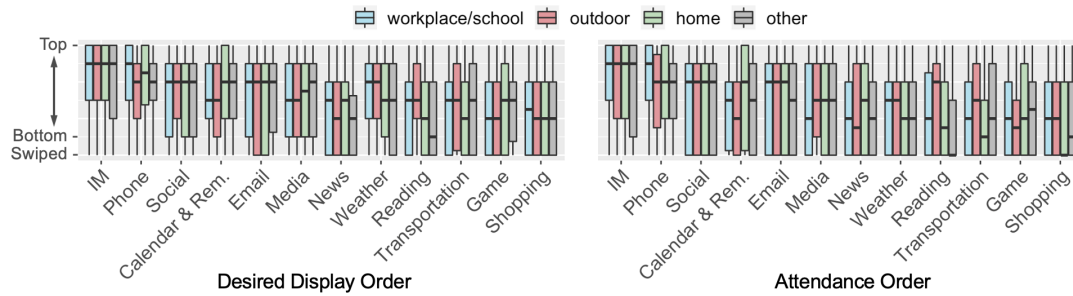 workplace/school outdoor home other
Top
Bottom
Swiped
IM
Phone
Social
Calendar & Rem.
Email
Media
News
Weather
Reading
Transportation
Game
Shopping
Desired Display Order
IM
Phone
Social
Calendar & Rem.
Email
Media
News
Weather
Reading
Transportation
Game
Shopping
Attendance Order